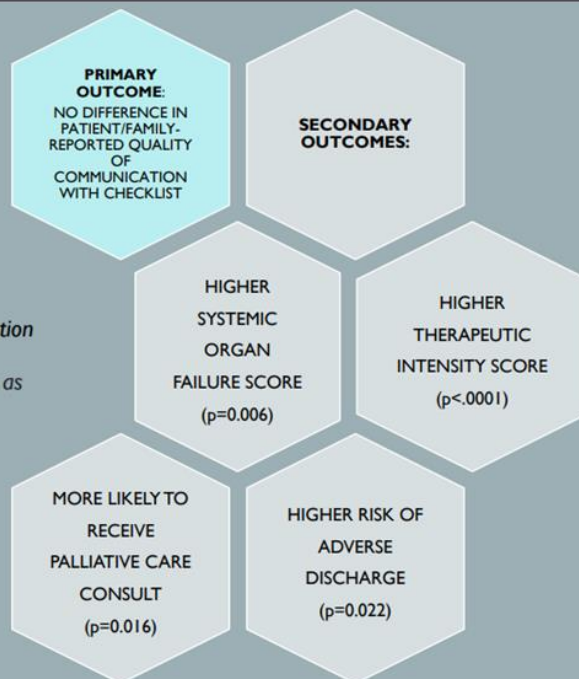 PRIMARY
OUTCOME:
NO DIFFERENCE IN
PATIENT/FAMILY-
REPORTED QUALITY
OF
COMMUNICATION
WITH CHECKLIST
SECONDARY
OUTCOMES:
tion
as
HIGHER
SYSTEMIC
ORGAN
FAILURE SCORE
(p=0.006)
HIGHER
THERAPEUTIC
INTENSITY SCORE
(p<.0001)
MORE LIKELY TO
RECEIVE
PALLIATIVE CARE
CONSULT
(p=0.016)
HIGHER RISK OF
ADVERSE
DISCHARGE
(p=0.022)